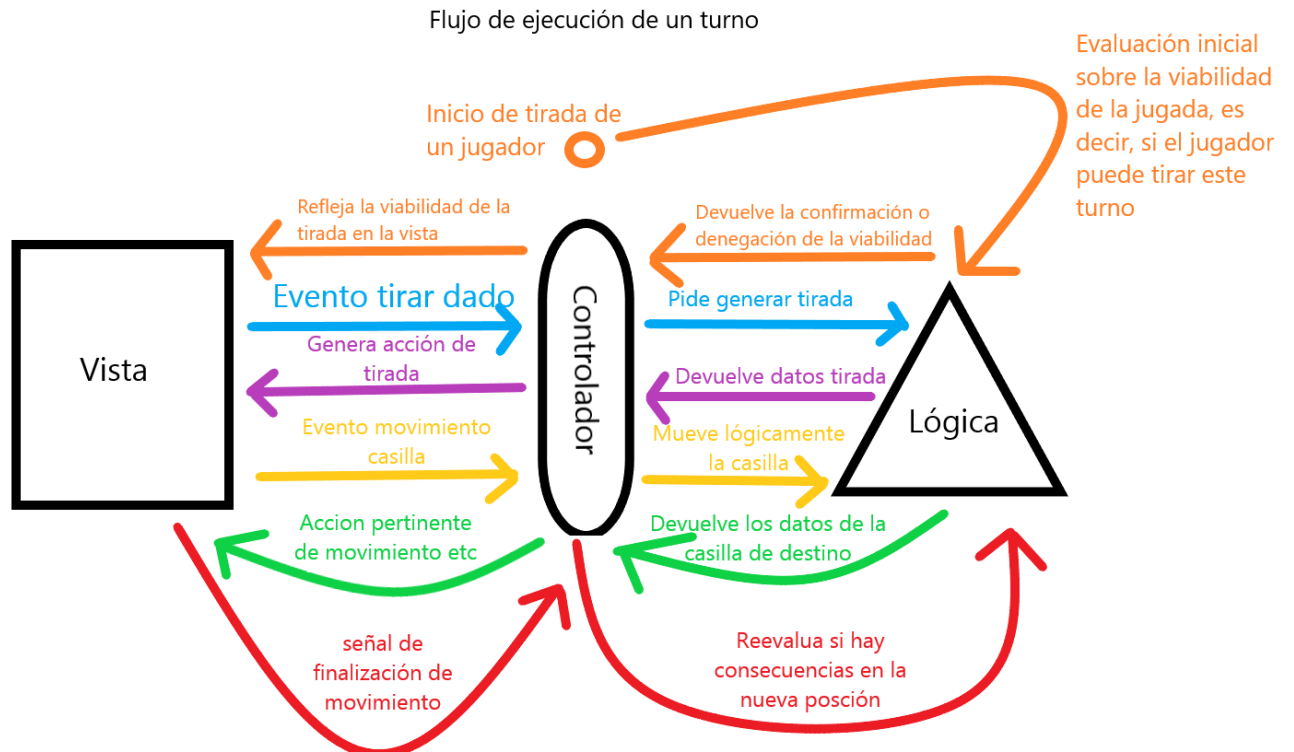 Flujo de ejecución de un turno
Evaluación inicial
sobre la viabilidad
de la jugada, es
decir, si el jugador
puede tirar este
turno
Inicio de tirada de
un jugador
Refleja la viabilidad de la
tirada en la vista
Devuelve la confirmación o
denegación de la viabilidad
Evento tirar dado
Pide generar tirada
Genera acción de
tirada
Devuelve datos tirada
Vista
Controlador
Lógica
Evento movimiento
casilla
Mueve lógicamente
la casilla
Accion pertinente
de movimiento etc
Devuelve los datos de la
casilla de destino
señal de
finalización de
movimiento
Reevalua si hay
consecuencias en la
nueva posción